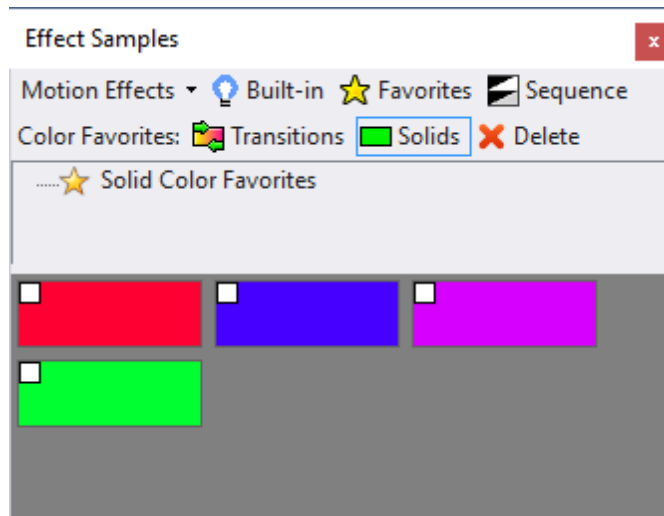 Effect Samples
x
Motion Effects Built-in Favorites Sequence
Color Favorites: Transitions Solids Delete
Solid Color Favorites